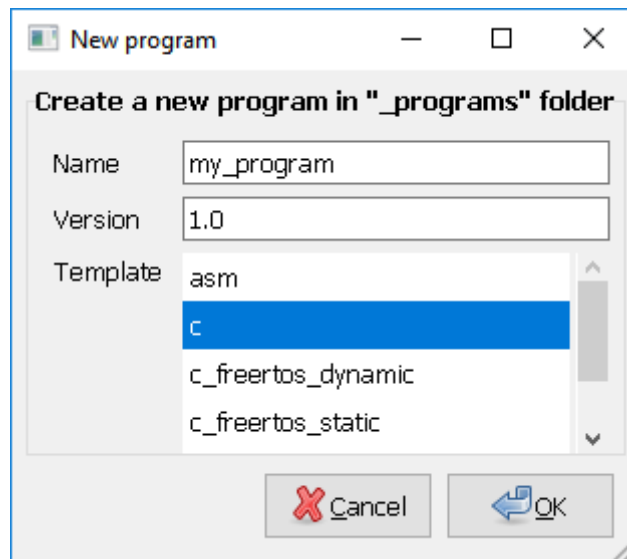 New program
Create a new program in "_programs" folder
Name my_program
Version 1.0
Template asm
c
c_freertos_dynamic
c_freertos_static
Cancel OK